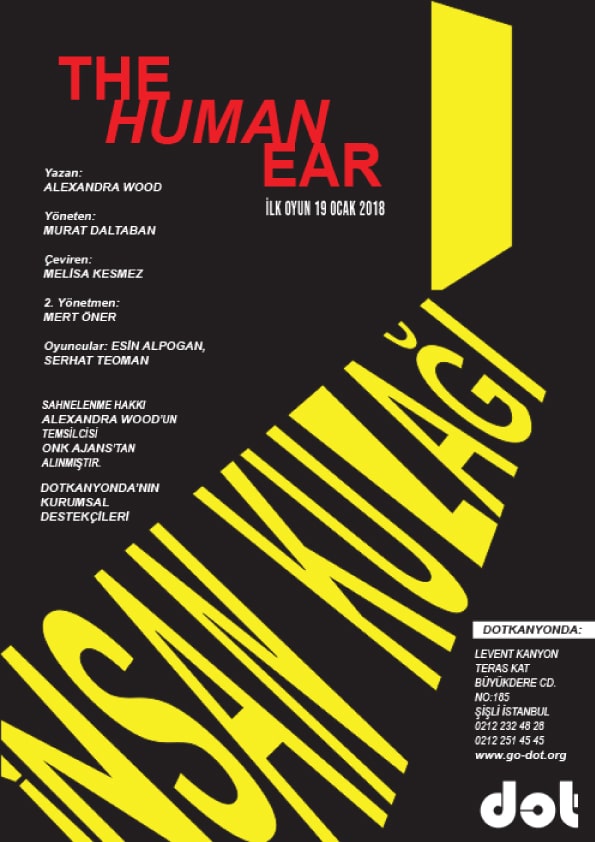 THE
HUMAN
EAR
İLK OYUN 19 OCAK 2018
Yazan:
ALEXANDRA WOOD
Yöneten:
MURAT DALTABAN
Çeviren:
MELİSA KESMEZ
2. Yönetmen:
MERT ÖNER
Oyuncular: ESİN ALPOGAN,
SERHAT TEOMAN
SAHNELENME HAKKI
ALEXANDRA WOOD'UN
TEMSİLCİSİ
ONK AJANS'TAN
ALINMIŞTIR.
DOTKANYONDA'NIN
KURUMSAL
DESTEKÇİLERİ
İNSAN KULAĞI
DOTKANYONDA:
LEVENT KANYON
TERAS KAT
BÜYÜKDERE CD.
NO:185
ŞİŞLİ İSTANBUL
0212 232 48 28
0212 251 45 45
www.go-dot.org
dot